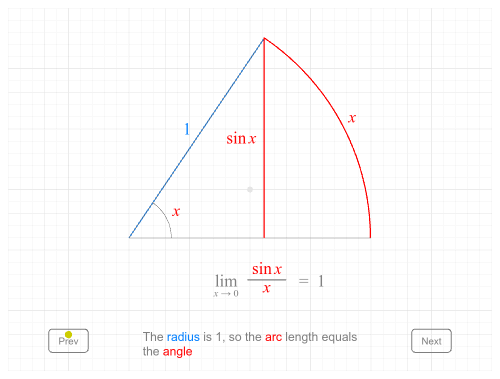 1
sin x
x
x
lim x → 0 sin x / x = 1
Prev
The radius is 1, so the arc length equals
the angle
Next